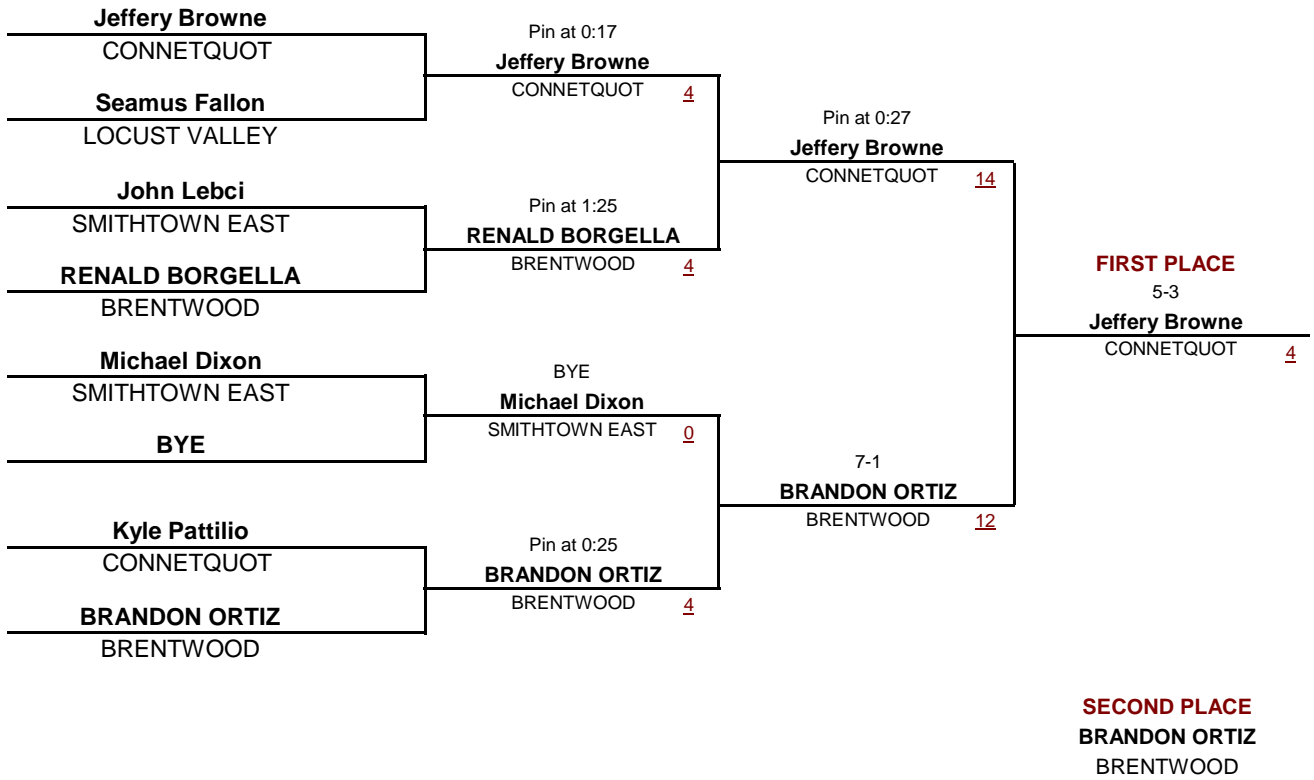 Jeffery Browne
CONNETQUOT
Seamus Fallon
LOCUST VALLEY
John Lebci
SMITHTOWN EAST
RENALD BORGELLA
BRENTWOOD
Michael Dixon
SMITHTOWN EAST
BYE
Kyle Pattilio
CONNETQUOT
BRANDON ORTIZ
BRENTWOOD
Pin at 0:17
Jeffery Browne
CONNETQUOT 4
Pin at 1:25
RENALD BORGELLA
BRENTWOOD 4
BYE
Michael Dixon
SMITHTOWN EAST 0
Pin at 0:25
BRANDON ORTIZ
BRENTWOOD 4
Pin at 0:27
Jeffery Browne
CONNETQUOT 14
7-1
BRANDON ORTIZ
BRENTWOOD 12
FIRST PLACE
5-3
Jeffery Browne
CONNETQUOT 4
SECOND PLACE
BRANDON ORTIZ
BRENTWOOD